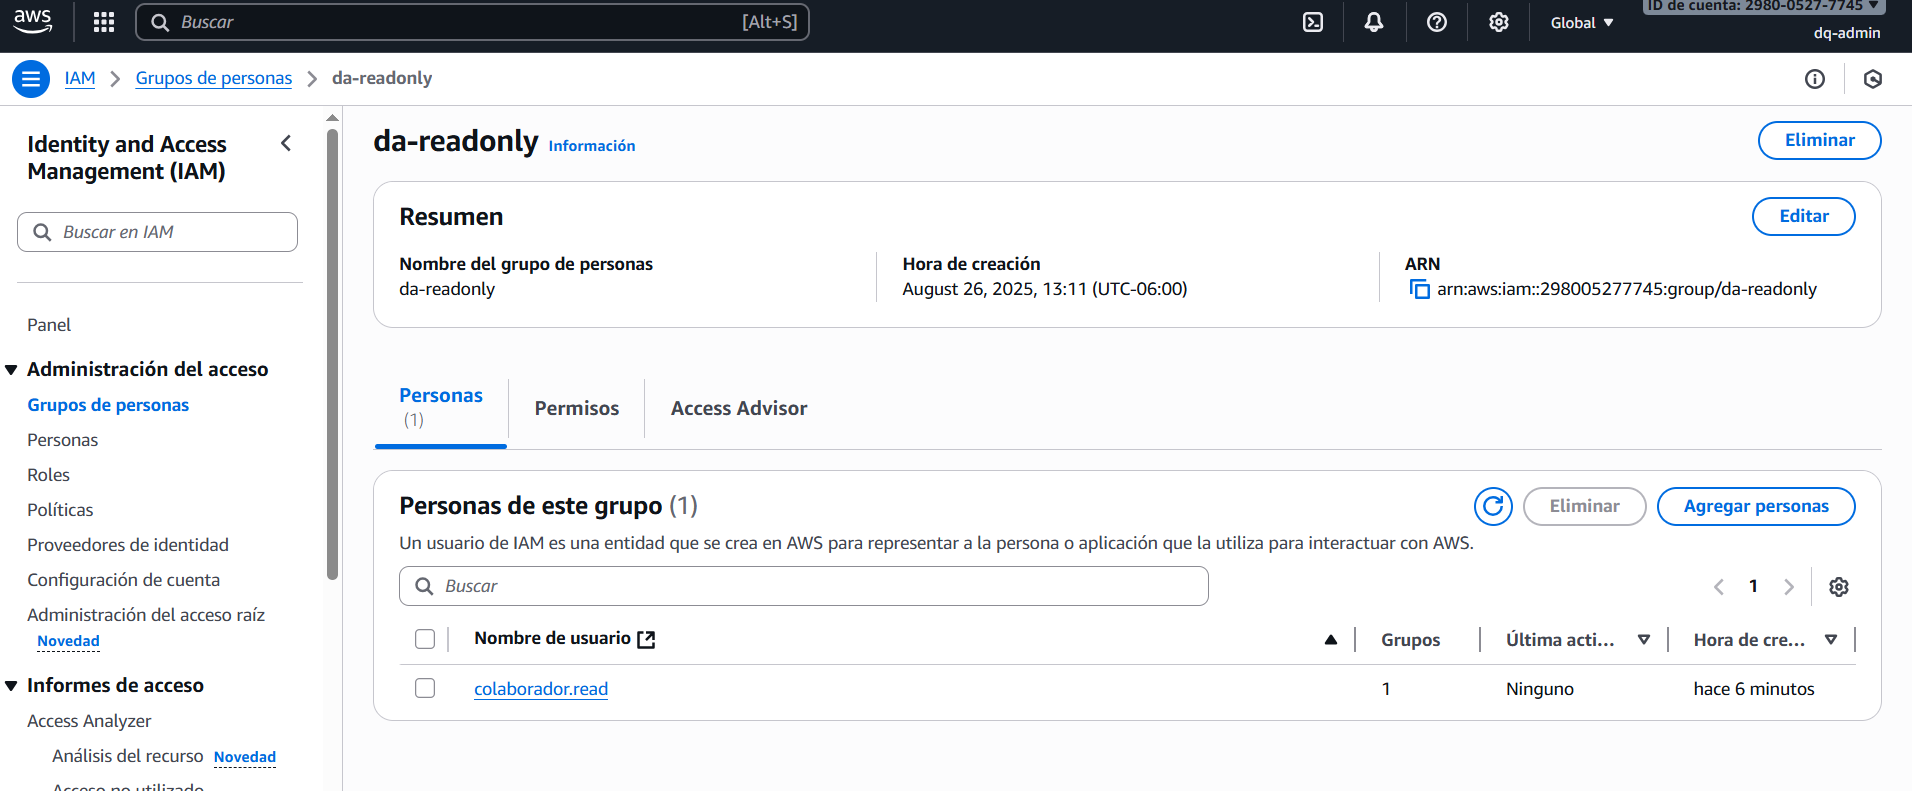 aws
Buscar [Alt+S]
Global
ID de cuenta: 2980-0527-7745
dq-admin
IAM > Grupos de personas > da-readonly
Identity and Access
Management (IAM)
Buscar en IAM
Panel
Administración del acceso
Grupos de personas
Personas
Roles
Políticas
Proveedores de identidad
Configuración de cuenta
Administración del acceso raíz
Novedad
Informes de acceso
Access Analyzer
Análisis del recurso Novedad
Acceso no utilizado
da-readonly Información
Eliminar
Resumen
Editar
Nombre del grupo de personas
da-readonly
Hora de creación
August 26, 2025, 13:11 (UTC-06:00)
ARN
arn:aws:iam::298005277745:group/da-readonly
Personas
(1)
Permisos
Access Advisor
Personas de este grupo (1)
Eliminar
Agregar personas
Un usuario de IAM es una entidad que se crea en AWS para representar a la persona o aplicación que la utiliza para interactuar con AWS.
Buscar
1
Nombre de usuario Grupos Última acti... Hora de cre...
colaborador.read 1 Ninguno hace 6 minutos